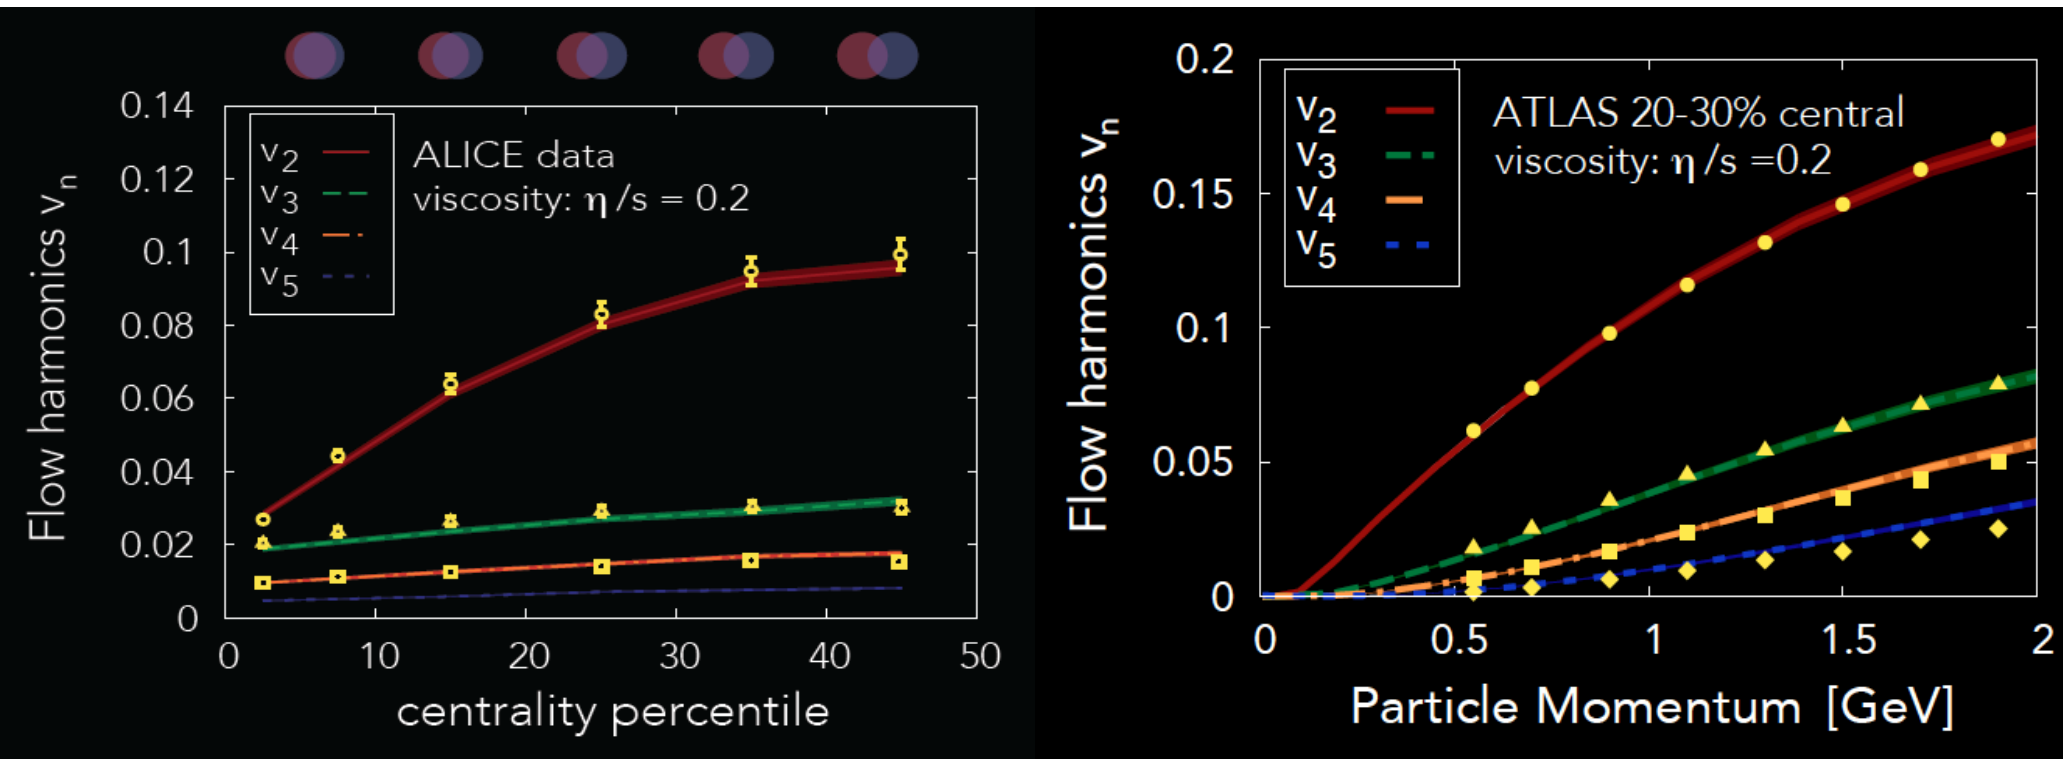 0.14
0.12
0.1
0.08
0.06
0.04
0.02
0
Flow harmonics vn
v2
v3
v4
v5
ALICE data
viscosity: η/s = 0.2
0 10 20 30 40 50
centrality percentile
0.2
0.15
0.1
0.05
0
Flow harmonics vn
v2
v3
v4
v5
ATLAS 20-30% central
viscosity: η/s =0.2
0 0.5 1 1.5 2
Particle Momentum [GeV]